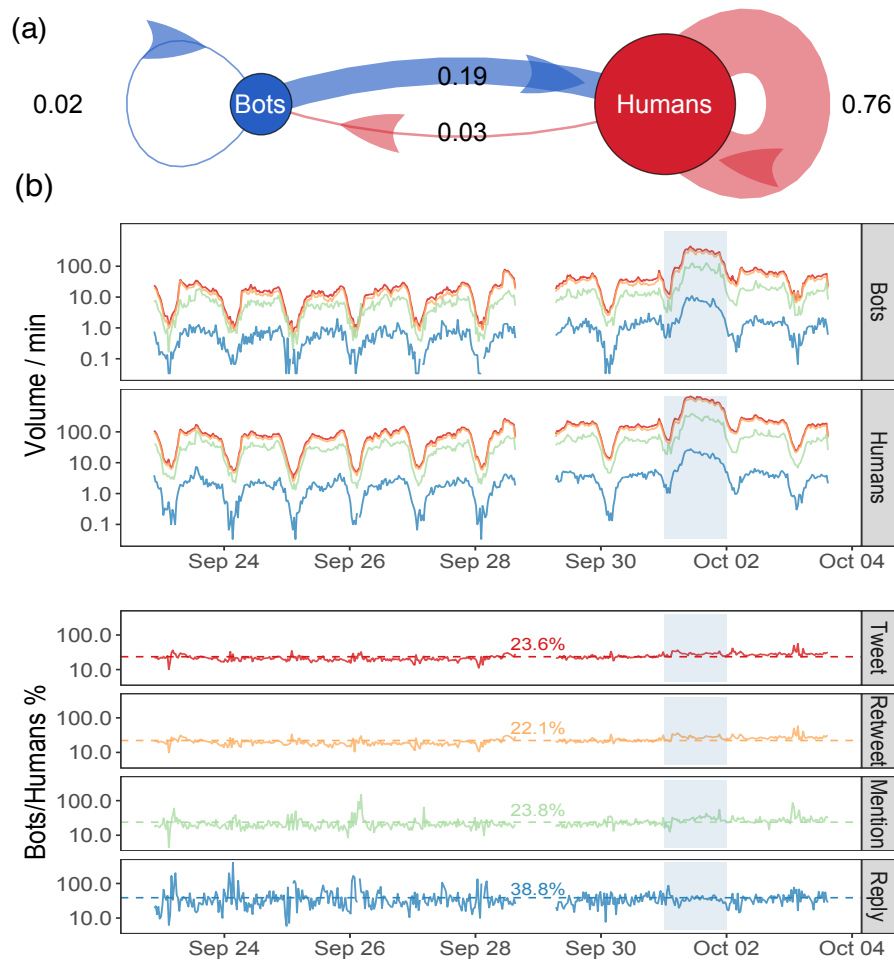 (a)
0.02
Bots
0.19
0.03
Humans
0.76
(b)
Volume / min
100.0
10.0
1.0
0.1
Bots
100.0
10.0
1.0
0.1
Humans
Sep 24
Sep 26
Sep 28
Sep 30
Oct 02
Oct 04
Bots/Humans %
100.0
10.0
23.6%
Tweet
100.0
10.0
22.1%
Retweet
100.0
10.0
23.8%
Mention
100.0
10.0
38.8%
Reply
Sep 24
Sep 26
Sep 28
Sep 30
Oct 02
Oct 04